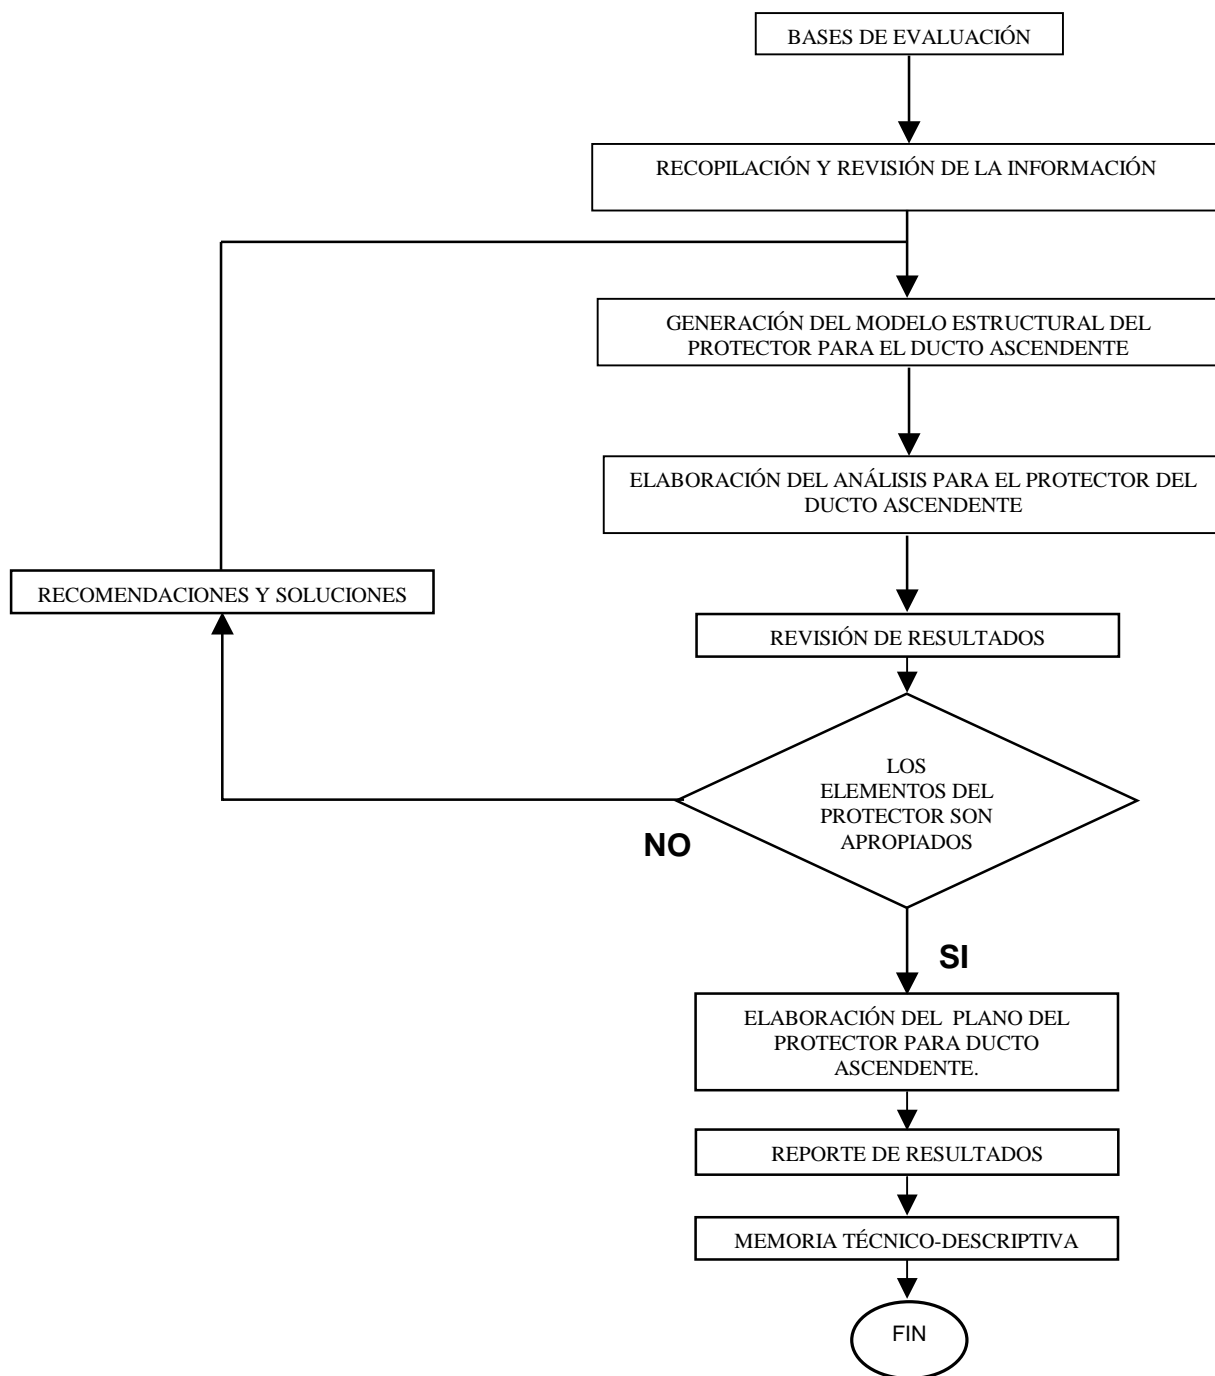 BASES DE EVALUACIÓN
RECOPILACIÓN Y REVISIÓN DE LA INFORMACIÓN
GENERACIÓN DEL MODELO ESTRUCTURAL DEL
PROTECTOR PARA EL DUCTO ASCENDENTE
ELABORACIÓN DEL ANÁLISIS PARA EL PROTECTOR DEL
DUCTO ASCENDENTE
RECOMENDACIONES Y SOLUCIONES
REVISIÓN DE RESULTADOS
LOS
ELEMENTOS DEL
PROTECTOR SON
APROPIADOS
NO
SI
ELABORACIÓN DEL PLANO DEL
PROTECTOR PARA DUCTO
ASCENDENTE.
REPORTE DE RESULTADOS
MEMORIA TÉCNICO-DESCRIPTIVA
FIN